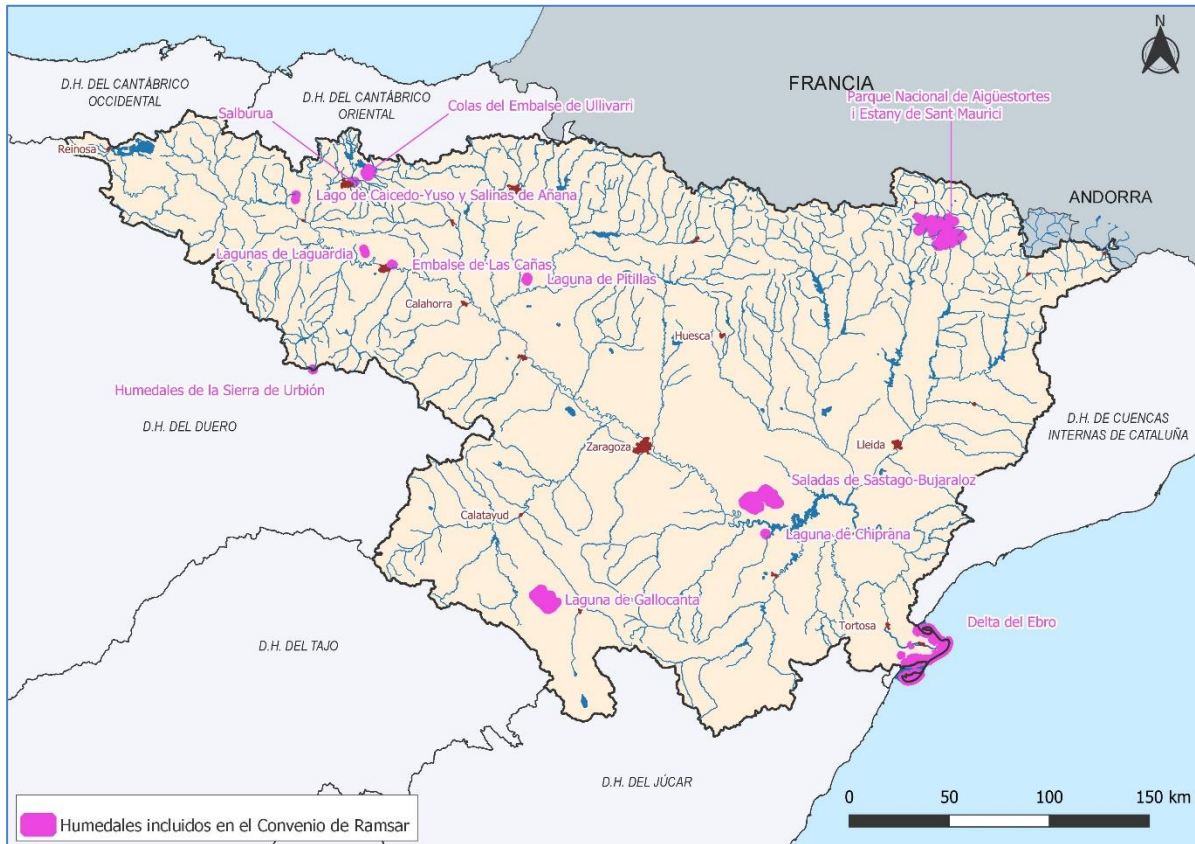 N
D.H. DEL CANTÁBRICO
OCCIDENTAL
D.H. DEL CANTÁBRICO
ORIENTAL
FRANCIA
Parque Nacional de Aigüestortes
i Estany de Sant Maurici
Colas del Embalse de Ullivarri
Salburua
Reinosa
ANDORRA
Lago de Caicedo-Yuso y Salinas de Añana
Lagunas de Laguardia
Embalse de Las Cañas
Laguna de Pitillas
Calahorra
Huesca
Humedales de la Sierra de Urbión
D.H. DEL DUERO
D.H. DE CUENCAS
INTERNAS DE CATALUÑA
Zaragoza
Lleida
Saladas de Sástago-Bujaraloz
Calatayud
Laguna de Chiprana
Laguna de Gallocanta
Tortosa
Delta del Ebro
D.H. DEL TAJO
D.H. DEL JÚCAR
0 50 100 150 km
Humedales incluidos en el Convenio de Ramsar